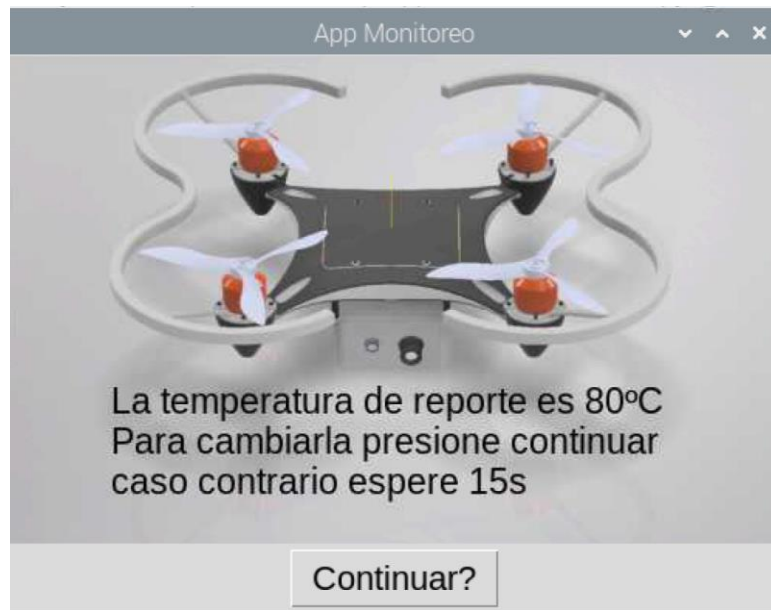 App Monitoreo
La temperatura de reporte es 80ºC
Para cambiarla presione continuar
caso contrario espere 15s
Continuar?